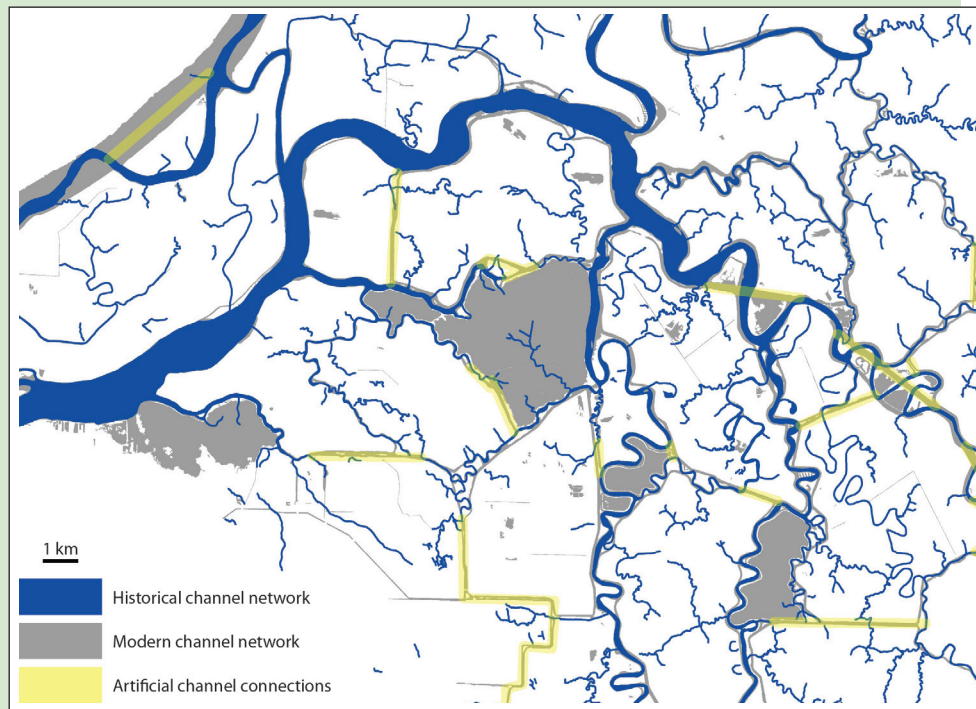 1 km
Historical channel network
Modern channel network
Artificial channel connections